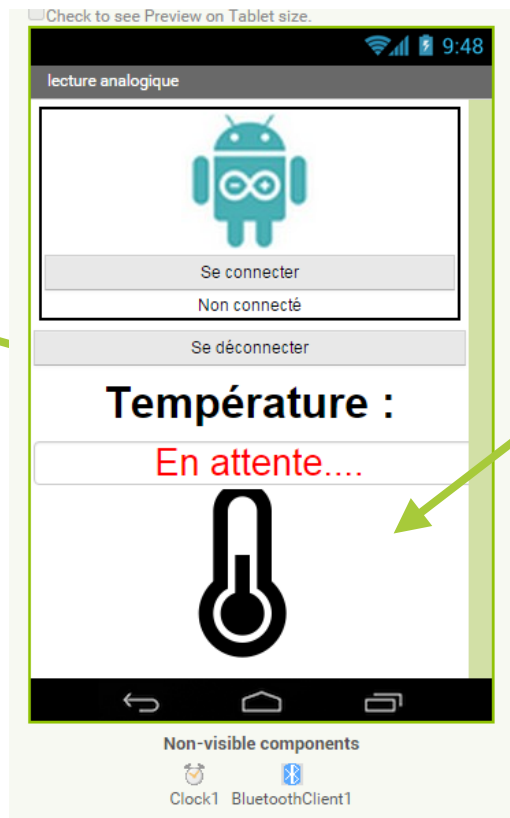 Check to see Preview on Tablet size.
9:48
lecture analogique
Se connecter
Non connecté
Se déconnecter
Température :
En attente....
Non-visible components
Clock1 BluetoothClient1